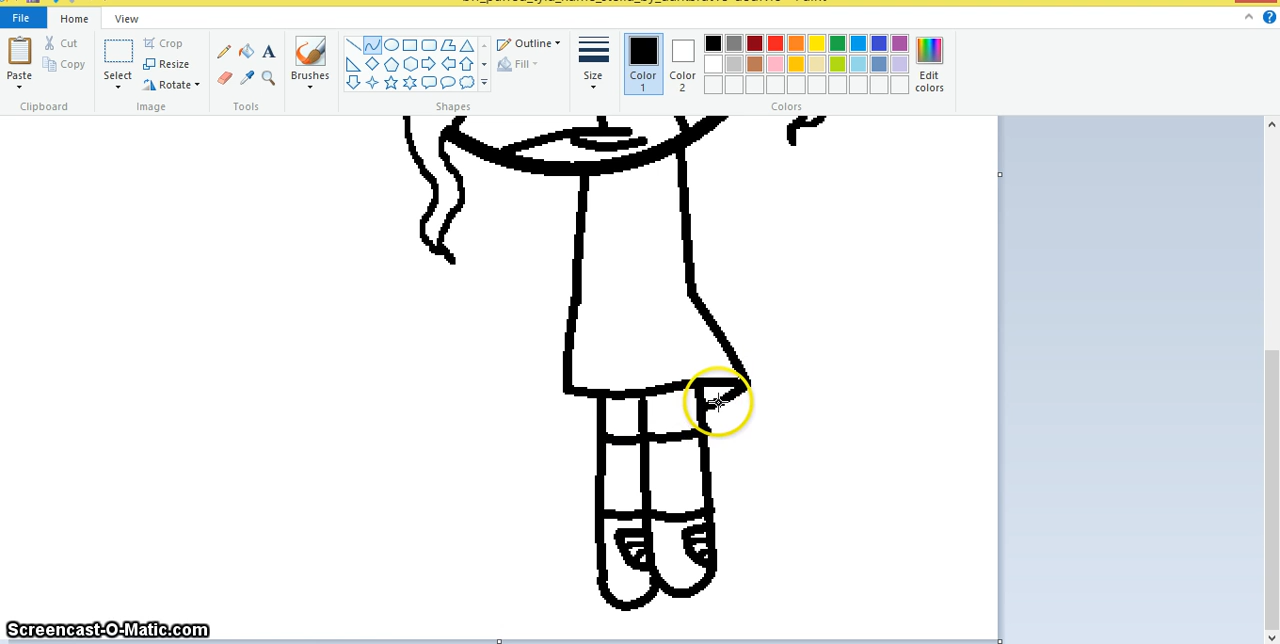 File
Home
View
Paste
Cut
Copy
Clipboard
Select
Crop
Resize
Rotate
Image
Tools
Brushes
Outline
Fill
Shapes
Size
Color 1
Color 2
Edit colors
Colors
Screencast-O-Matic.com